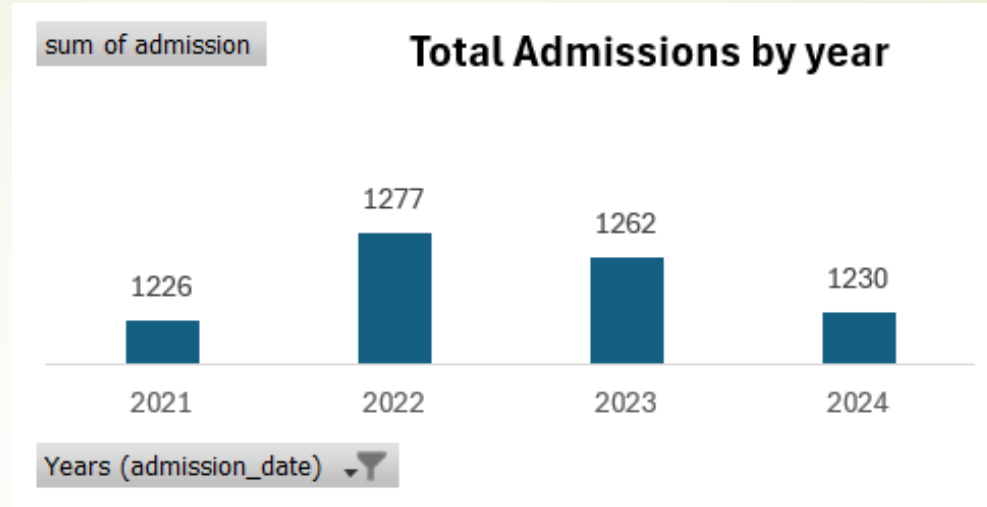 sum of admission
Total Admissions by year
1277
1262
1226
1230
2021 2022 2023 2024
Years (admission_date)